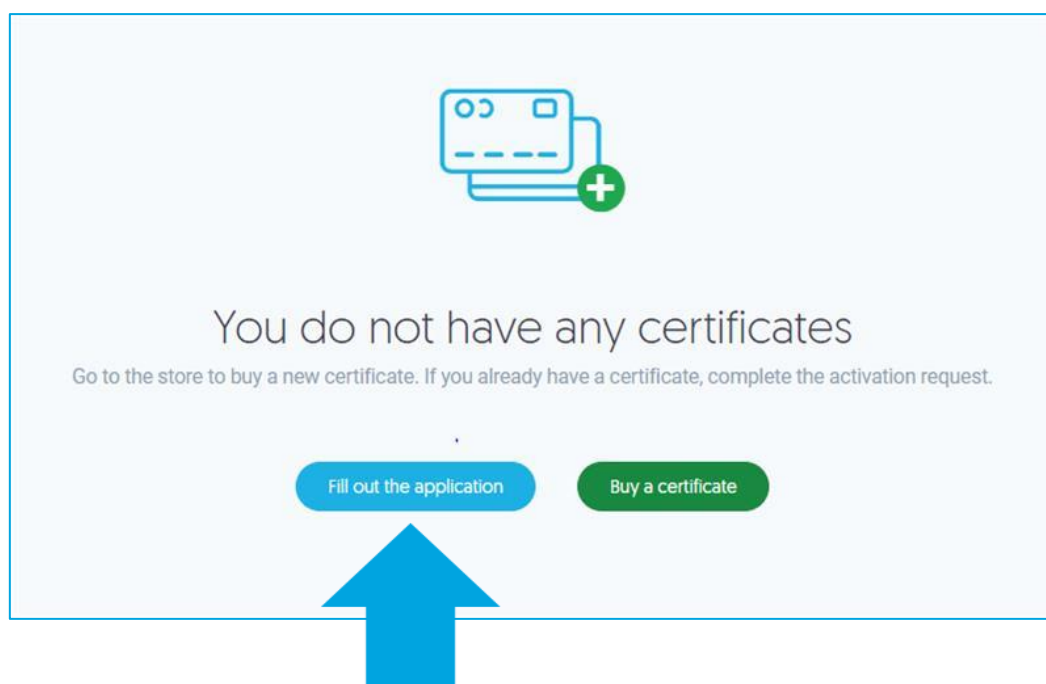 You do not have any certificates
Go to the store to buy a new certificate. If you already have a certificate, complete the activation request.
Fill out the application
Buy a certificate